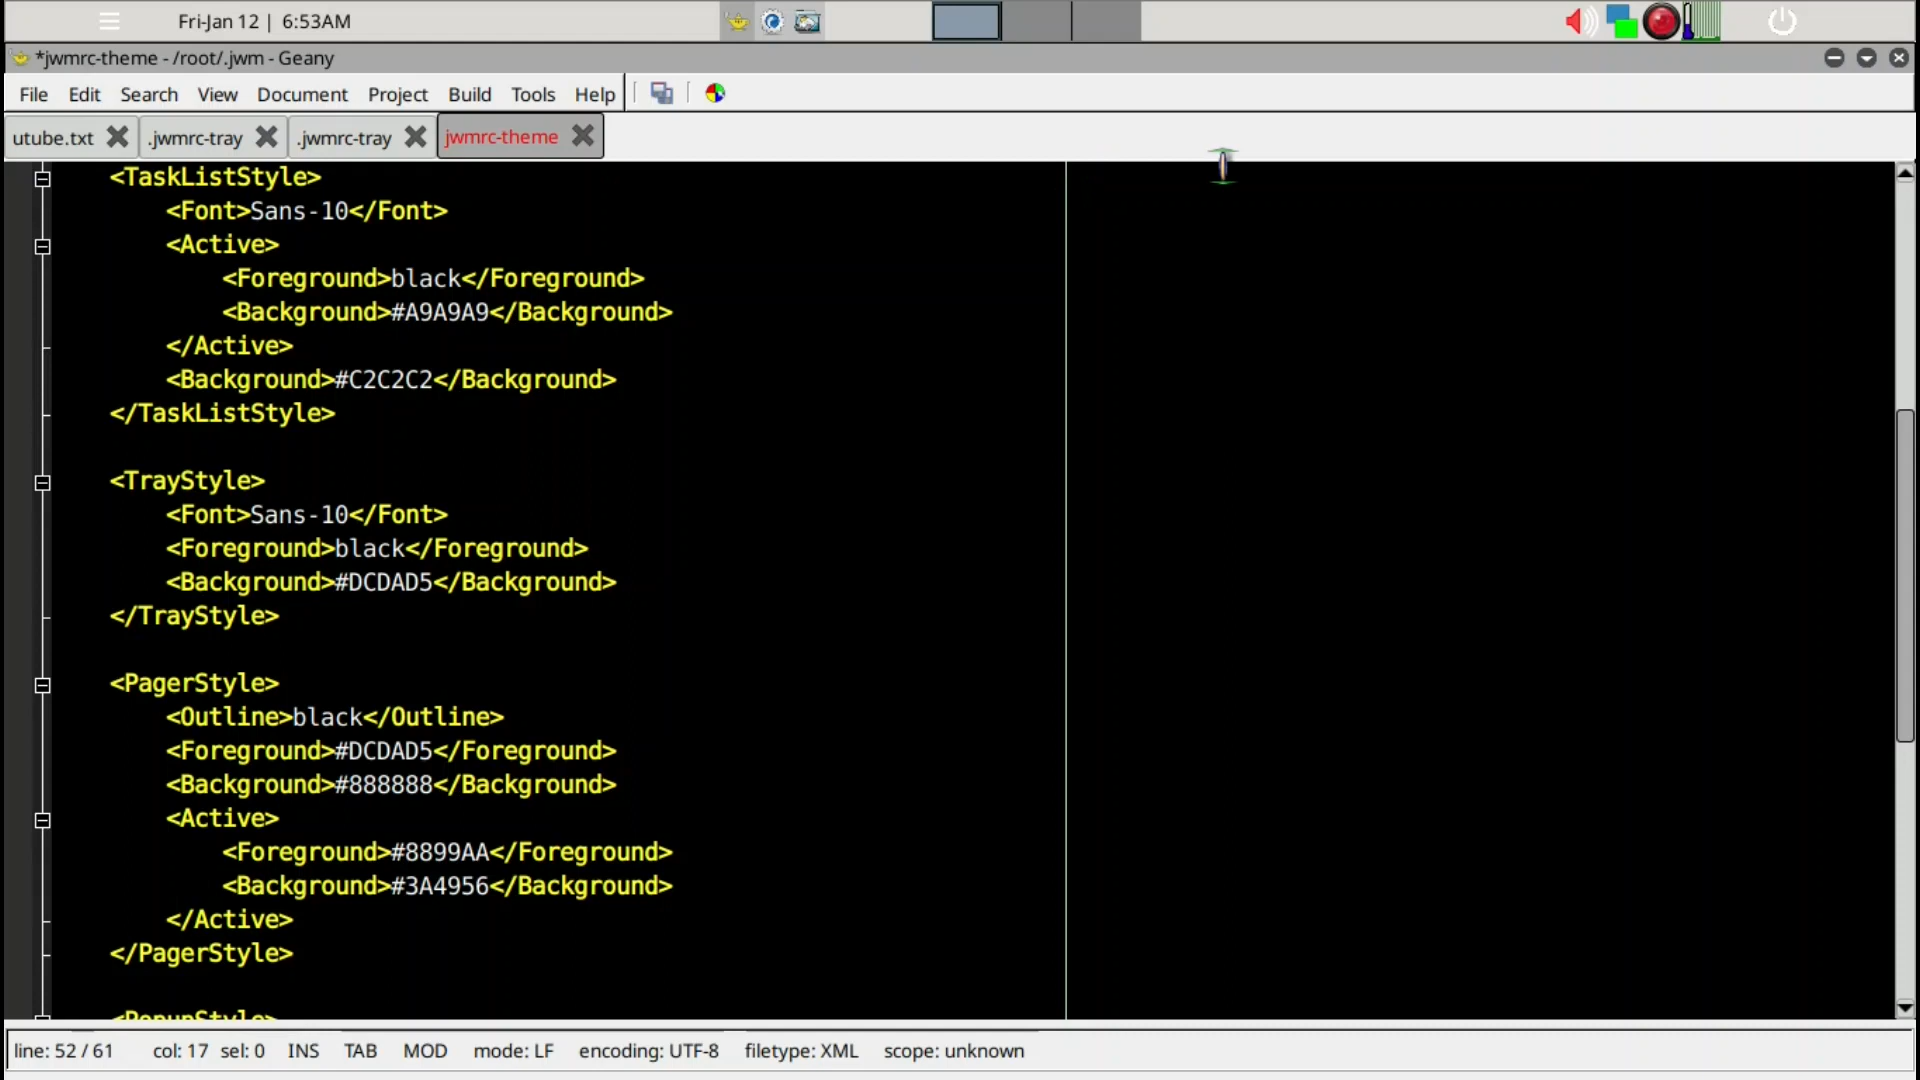 Fri-Jan 12 | 6:53AM
*jwmrc-theme - /root/.jwm - Geany
File Edit Search View Document Project Build Tools Help
utube.txt .jwmrc-tray .jwmrc-tray jwmrc-theme
<TaskListStyle>
<Font>Sans-10</Font>
<Active>
<Foreground>black</Foreground>
<Background>#A9A9A9</Background>
</Active>
<Background>#C2C2C2</Background>
</TaskListStyle>
<TrayStyle>
<Font>Sans-10</Font>
<Foreground>black</Foreground>
<Background>#DCDAD5</Background>
</TrayStyle>
<PagerStyle>
<Outline>black</Outline>
<Foreground>#DCDAD5</Foreground>
<Background>#888888</Background>
<Active>
<Foreground>#8899AA</Foreground>
<Background>#3A4956</Background>
</Active>
</PagerStyle>
<PopupStyle>
line: 52 / 61 col: 17 sel: 0 INS TAB MOD mode: LF encoding: UTF-8 filetype: XML scope: unknown